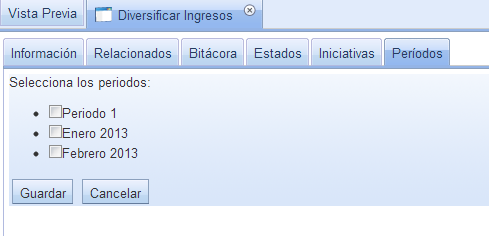 Vista Previa Diversificar Ingresos
Información Relacionados Bitácora Estados Iniciativas Períodos
Selecciona los periodos:
Periodo 1
Enero 2013
Febrero 2013
Guardar Cancelar